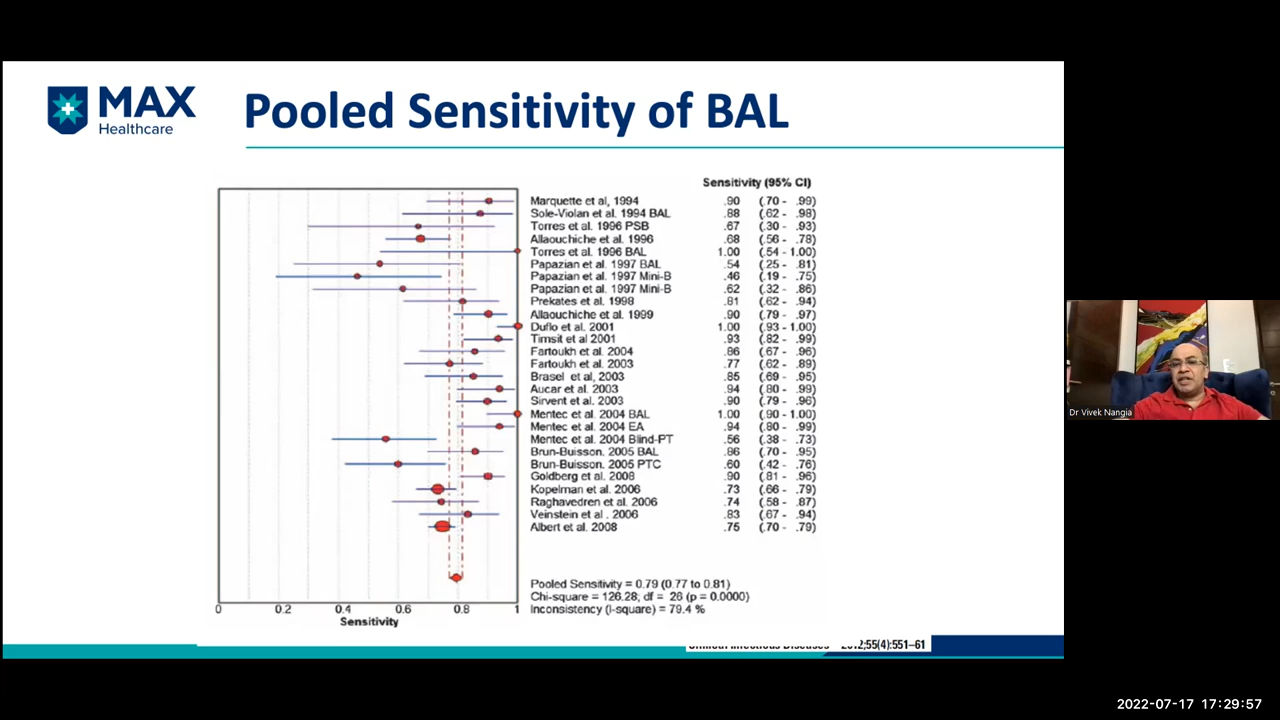 MAX
Healthcare
Pooled Sensitivity of BAL
Sensitivity (95% CI)
Marquette et al, 1994 .90 (.70 - .99)
Sole-Violan et al. 1994 BAL .88 (.62 - .98)
Torres et al. 1996 PSB .67 (.30 - .93)
Allaouchiche et al. 1996 .68 (.56 - .78)
Torres et al. 1996 BAL 1.00 (.54 - 1.00)
Papazian et al. 1997 BAL .54 (.25 - .81)
Papazian et al. 1997 Mini-B .46 (.19 - .75)
Papazian et al. 1997 Mini-B .62 (.32 - .86)
Prekates et al. 1998 .81 (.62 - .94)
Allaouchiche et al. 1999 .90 (.79 - .97)
Duflo et al. 2001 1.00 (.93 - 1.00)
Timsit et al 2001 .93 (.82 - .99)
Fartoukh et al. 2004 .86 (.67 - .96)
Fartoukh et al. 2003 .77 (.62 - .89)
Brasel et al, 2003 .85 (.69 - .95)
Aucar et al. 2003 .94 (.80 - .99)
Sirvent et al. 2003 .90 (.79 - .96)
Mentec et al. 2004 BAL 1.00 (.90 - 1.00)
Mentec et al. 2004 EA .94 (.80 - .99)
Mentec et al. 2004 Blind-PT .56 (.38 - .73)
Brun-Buisson. 2005 BAL .86 (.70 - .95)
Brun-Buisson. 2005 PTC .60 (.42 - .76)
Goldberg et al. 2008 .90 (.81 - .96)
Kopelman et al. 2006 .73 (.66 - .79)
Raghavedren et al. 2006 .74 (.58 - .87)
Veinstein et al . 2006 .83 (.67 - .94)
Albert et al. 2008 .75 (.70 - .79)
Pooled Sensitivity = 0.79 (0.77 to 0.81)
Chi-square = 126.28; df = 26 (p = 0.0000)
Inconsistency (I-square) = 79.4 %
0 0.2 0.4 0.6 0.8 1
Sensitivity
Clinical Infectious Diseases 2012;55(4):551–61
Dr Vivek Nangia
2022-07-17 17:29:57